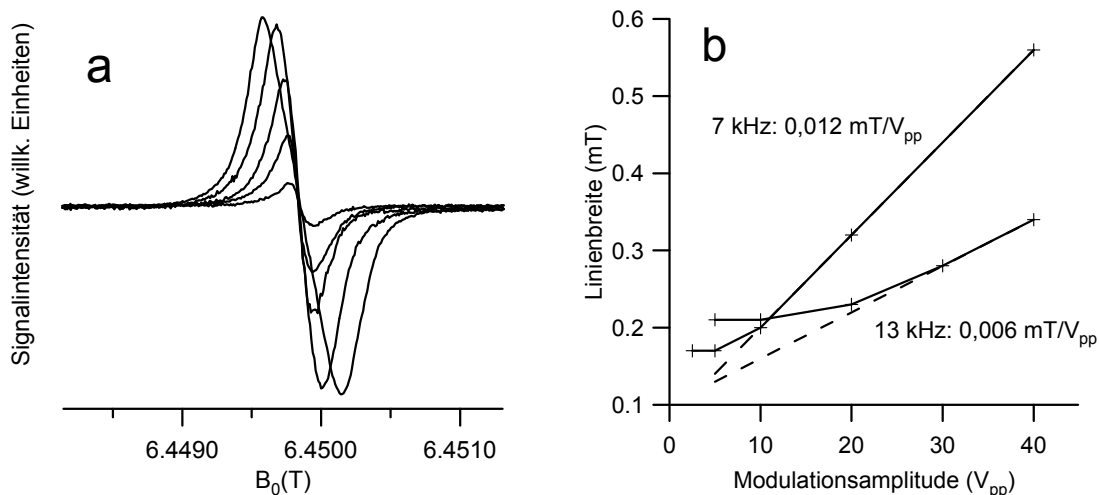 a
Signalintensität (willk. Einheiten)
6.4490
6.4500
6.4510
B0(T)
b
0.6
0.5
0.4
0.3
0.2
0.1
Linienbreite (mT)
7 kHz: 0,012 mT/Vpp
13 kHz: 0,006 mT/Vpp
0
10
20
30
40
Modulationsamplitude (Vpp)